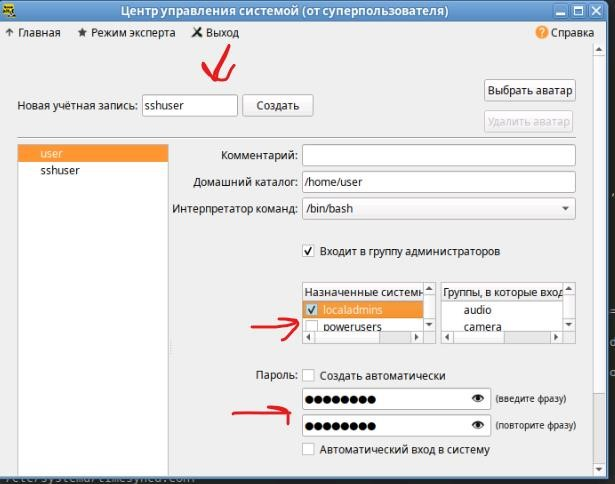 Центр управления системой (от суперпользователя)
Главная Режим эксперта Выход Справка
Новая учётная запись: sshuser Создать
Выбрать аватар
Удалить аватар
user
sshuser
Комментарий:
Домашний каталог: /home/user
Интерпретатор команд: /bin/bash
Входит в группу администраторов
Назначенные системн
localadmins
powerusers
Группы, в которые вход
audio
camera
Пароль: Создать автоматически
(введите фразу)
(повторите фразу)
Автоматический вход в систему